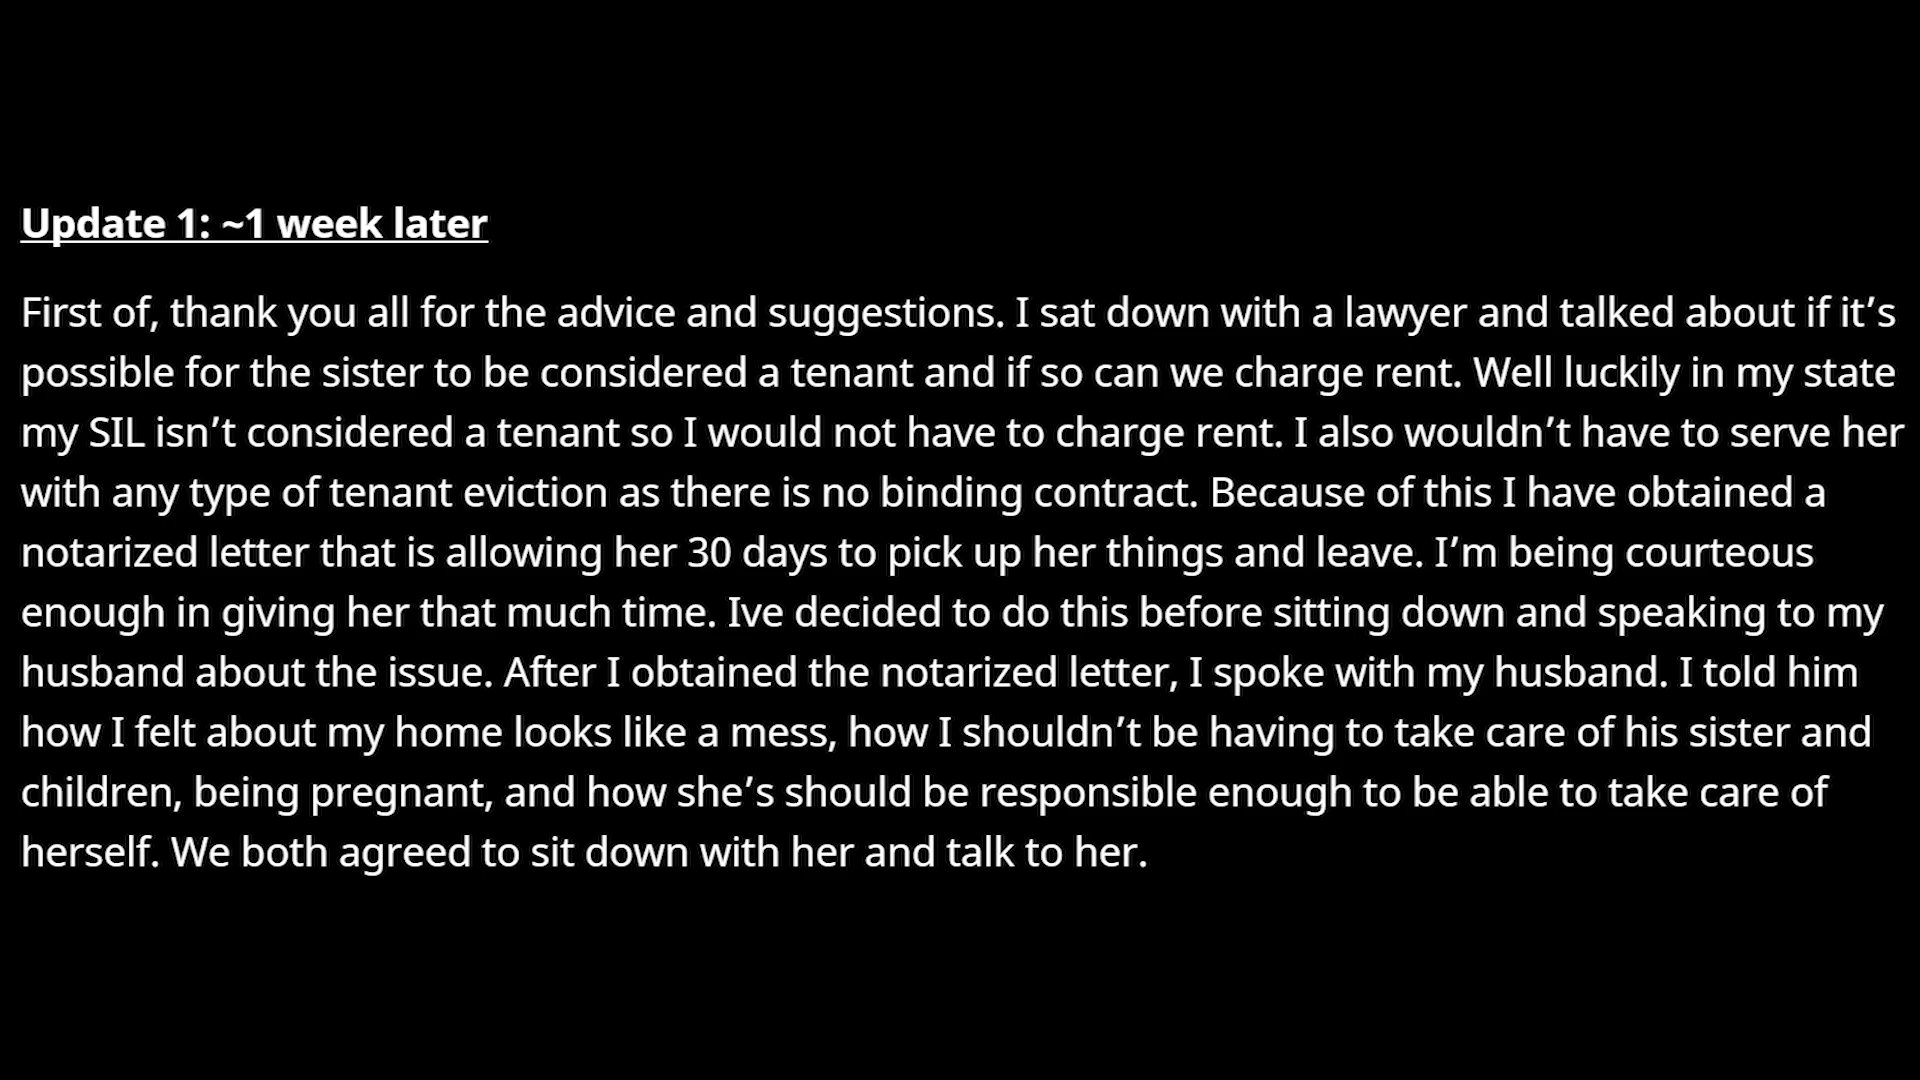 Update 1: ~1 week later
First of, thank you all for the advice and suggestions. I sat down with a lawyer and talked about if it’s
possible for the sister to be considered a tenant and if so can we charge rent. Well luckily in my state
my SIL isn’t considered a tenant so I would not have to charge rent. I also wouldn’t have to serve her
with any type of tenant eviction as there is no binding contract. Because of this I have obtained a
notarized letter that is allowing her 30 days to pick up her things and leave. I’m being courteous
enough in giving her that much time. Ive decided to do this before sitting down and speaking to my
husband about the issue. After I obtained the notarized letter, I spoke with my husband. I told him
how I felt about my home looks like a mess, how I shouldn’t be having to take care of his sister and
children, being pregnant, and how she’s should be responsible enough to be able to take care of
herself. We both agreed to sit down with her and talk to her.